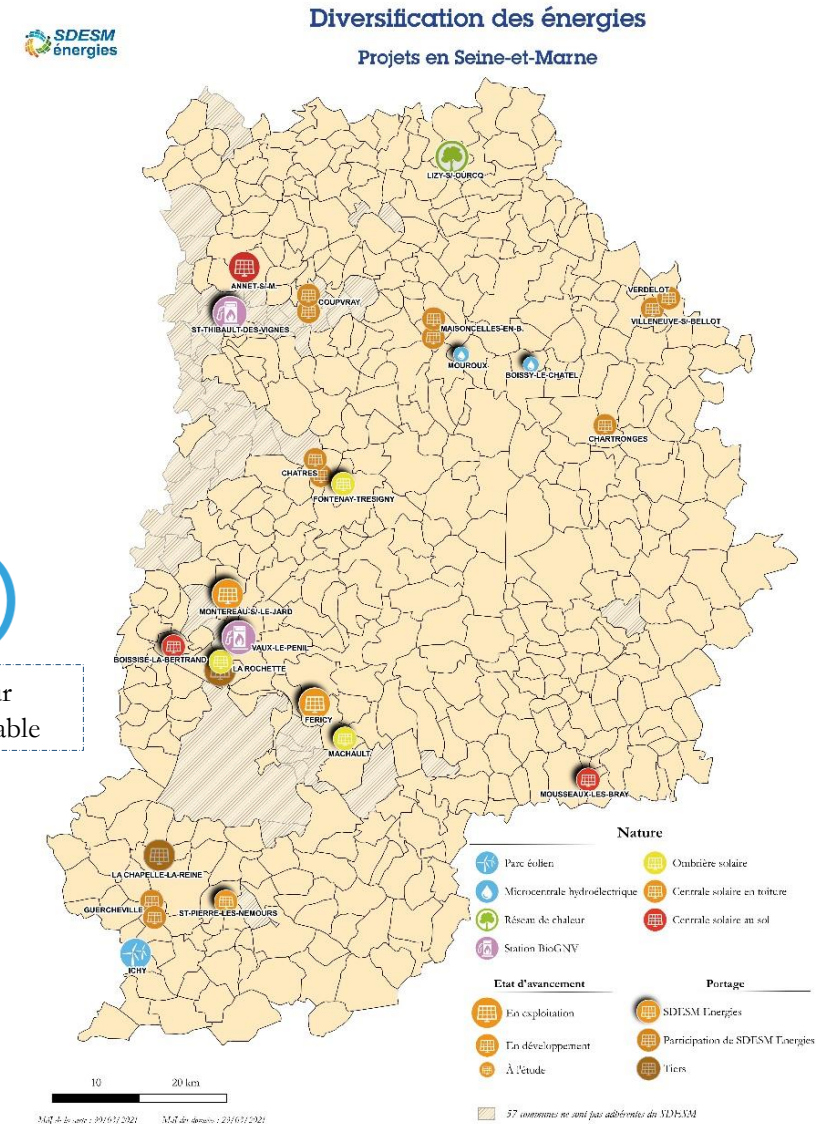 SDESM
énergies
Diversification des énergies
Projets en Seine-et-Marne
LIZY-S/-OURCQ
ANNET-S/-M.
COUPVRAY
ST-THIBAULT-DES-VIGNES
VERDELOT
VILLENEUVE-S/-BELLOT
MAISONCELLES-EN-B.
MOUROUX
BOISSY-LE-CHATEL
CHARTRONGES
CHATRES
FONTENAY-TRESIGNY
MONTEREAU-S/-LE-JARD
VAUX-LE-PENIL
BOISSISE-LA-BERTRAND
LA ROCHETTE
FERICY
MACHAULT
MOUSSEAUX-LES-BRAY
LA CHAPELLE-LA-REINE
GUERCHEVILLE
ST-PIERRE-LES-NEMOURS
ICHY
Nature
Parc éolien
Ombrière solaire
Microcentrale hydroélectrique
Centrale solaire en toiture
Réseau de chaleur
Centrale solaire au sol
Station BioGNV
Etat d'avancement
Portage
En exploitation
SDESM Energies
En développement
Participation de SDESM Energies
À l'étude
Tiers
10 20 km
57 communes ne sont pas adhérentes du SDESM